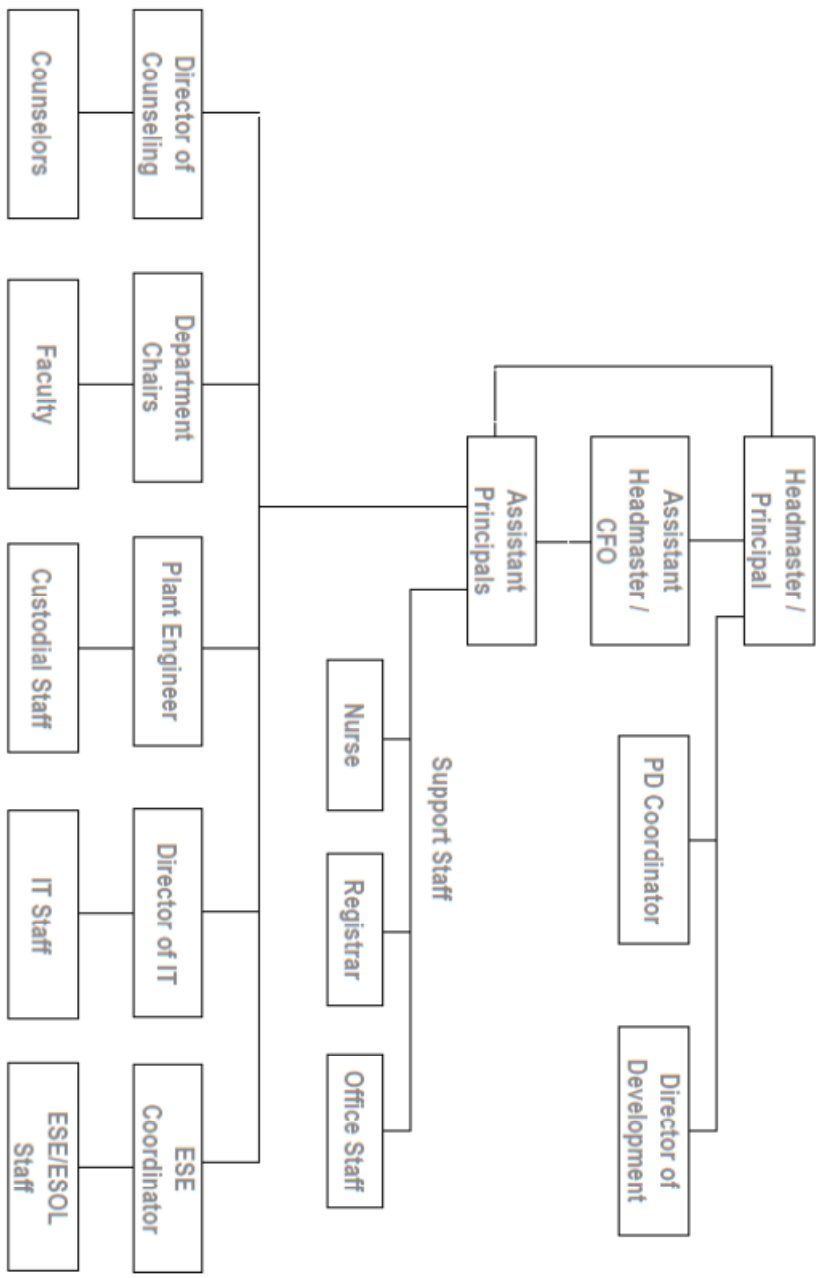 Headmaster /
Principal
Assistant
Headmaster /
CFO
PD Coordinator
Director of
Development
Assistant
Principals
Support Staff
Nurse
Registrar
Office Staff
Director of
Counseling
Department
Chairs
Plant Engineer
Director of IT
ESE
Coordinator
Counselors
Faculty
Custodial Staff
IT Staff
ESE/ESOL
Staff